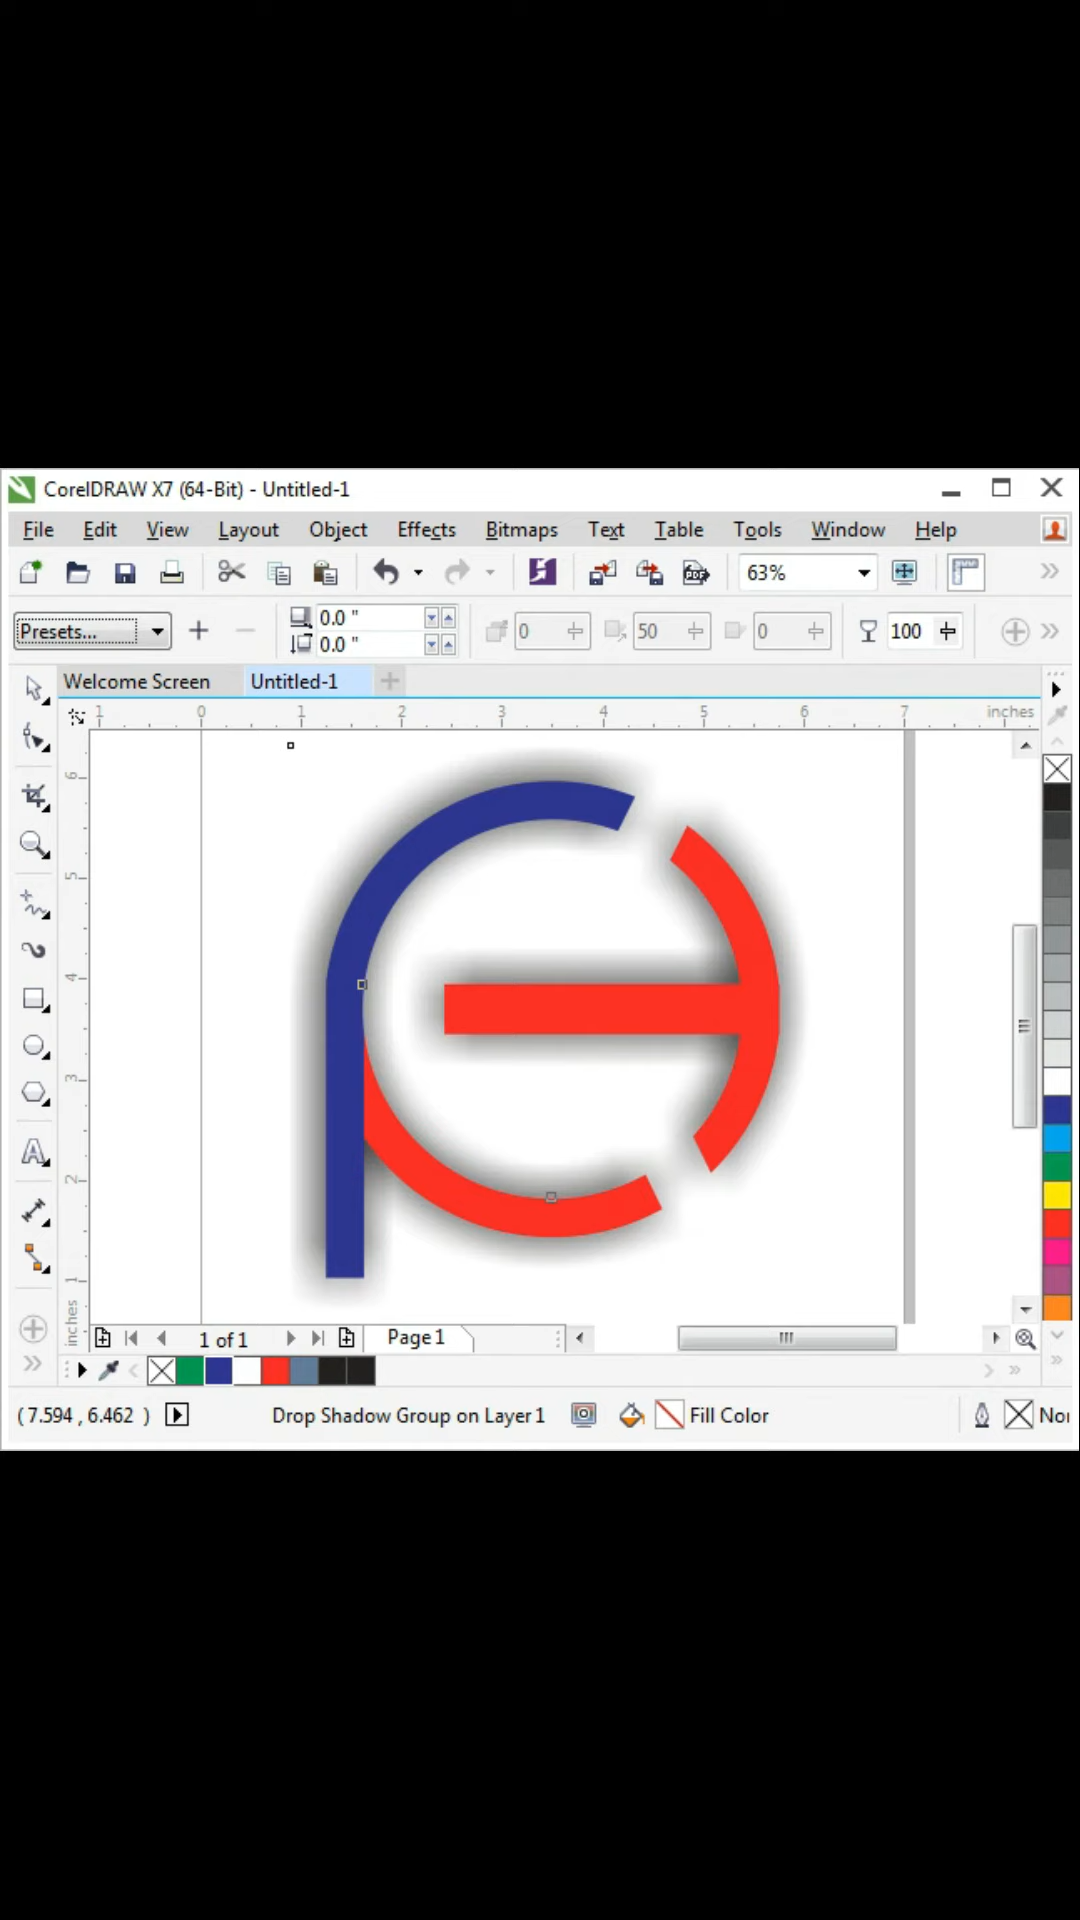 CorelDRAW X7 (64-Bit) - Untitled-1
File Edit View Layout Object Effects Bitmaps Text Table Tools Window Help
PDF 63%
Presets... 0.0 " 0 50 0 100
0.0 "
Welcome Screen Untitled-1
1 0 1 2 3 4 5 6 7 inches
6
5
4
3
2
1
inches
1 of 1 Page 1
( 7.594 , 6.462 ) Drop Shadow Group on Layer 1 Fill Color